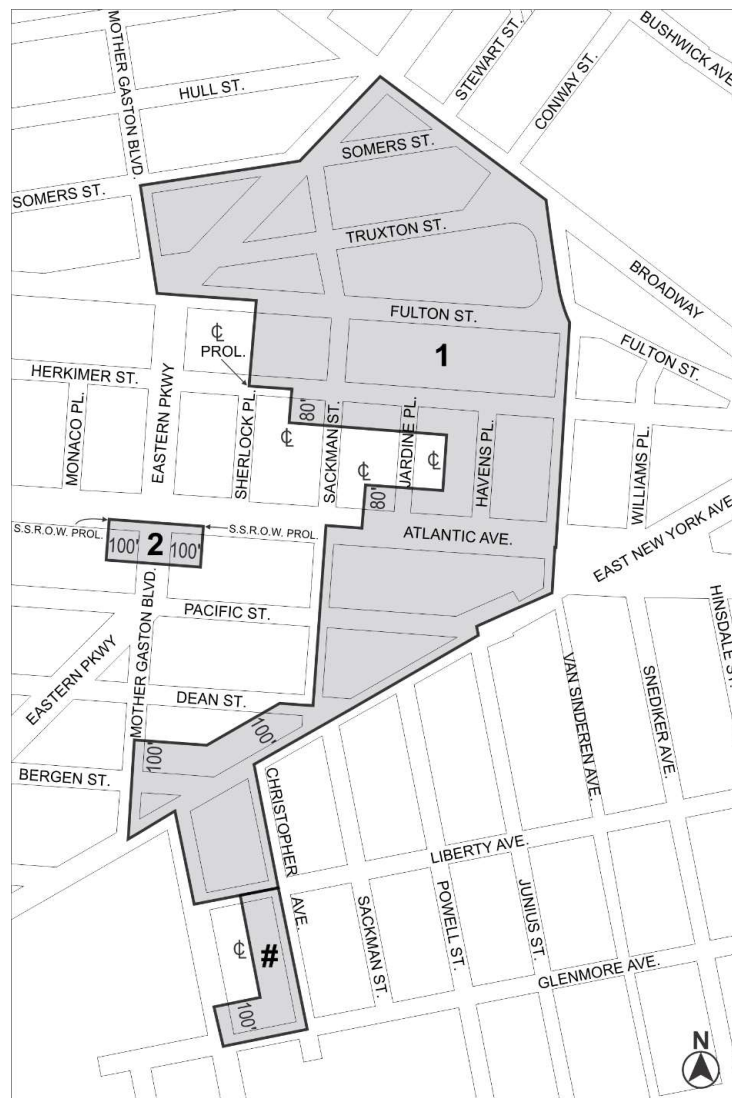 BUSHWICK AVE.
STEWART ST.
MOTHER GASTON BLVD.
HULL ST.
CONWAY ST.
SOMERS ST.
SOMERS ST.
TRUXTON ST.
BROADWAY
FULTON ST.
℄
PROL.
1
FULTON ST.
HERKIMER ST.
MONACO PL.
EASTERN PKWY
SHERLOCK PL.
80'
℄
SACKMAN ST.
JARDINE PL.
℄
℄
HAVENS PL.
WILLIAMS PL.
80'
S.S.R.O.W. PROL.
S.S.R.O.W. PROL.
ATLANTIC AVE.
EAST NEW YORK AVE.
100'
2
100'
PACIFIC ST.
MOTHER GASTON BLVD.
EASTERN PKWY
DEAN ST.
HINSDALE ST.
VAN SINDEREN AVE.
SNEDIKER AVE.
100'
100'
BERGEN ST.
CHRISTOPHER AVE.
LIBERTY AVE.
SACKMAN ST.
POWELL ST.
JUNIUS ST.
℄
#
GLENMORE AVE.
100'
N